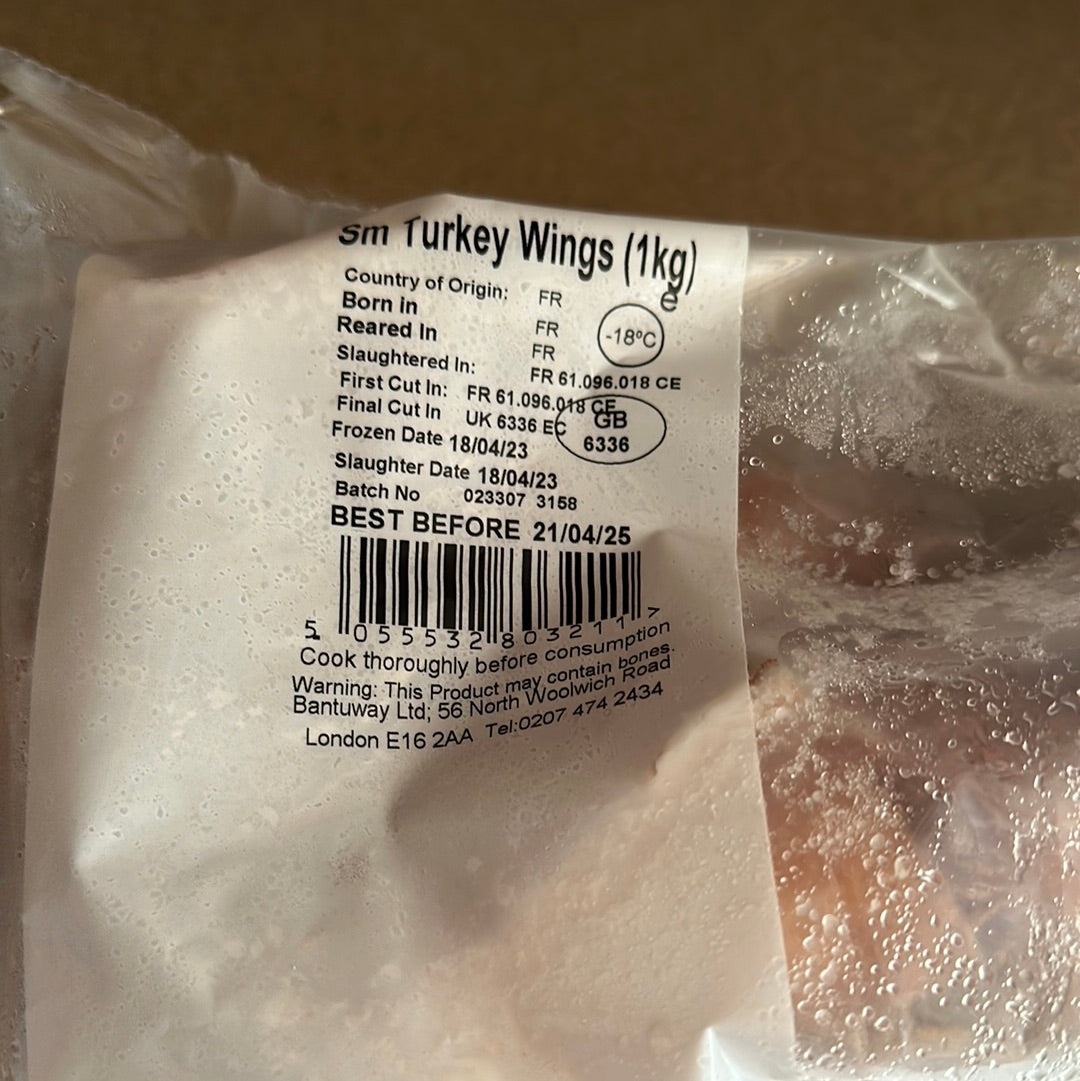 Sm Turkey Wings (1kg)
e
Country of Origin: FR
Born in FR
-18ºC
Reared In FR
Slaughtered In: FR 61.096.018 CE
First Cut In: FR 61.096.018 CE
Final Cut In UK 6336 EC
GB
6336
Frozen Date 18/04/23
Slaughter Date 18/04/23
Batch No 023307 3158
BEST BEFORE 21/04/25
5 055532 803211 >
Cook thoroughly before consumption
Warning: This Product may contain bones.
Bantuway Ltd; 56 North Woolwich Road
London E16 2AA Tel:0207 474 2434